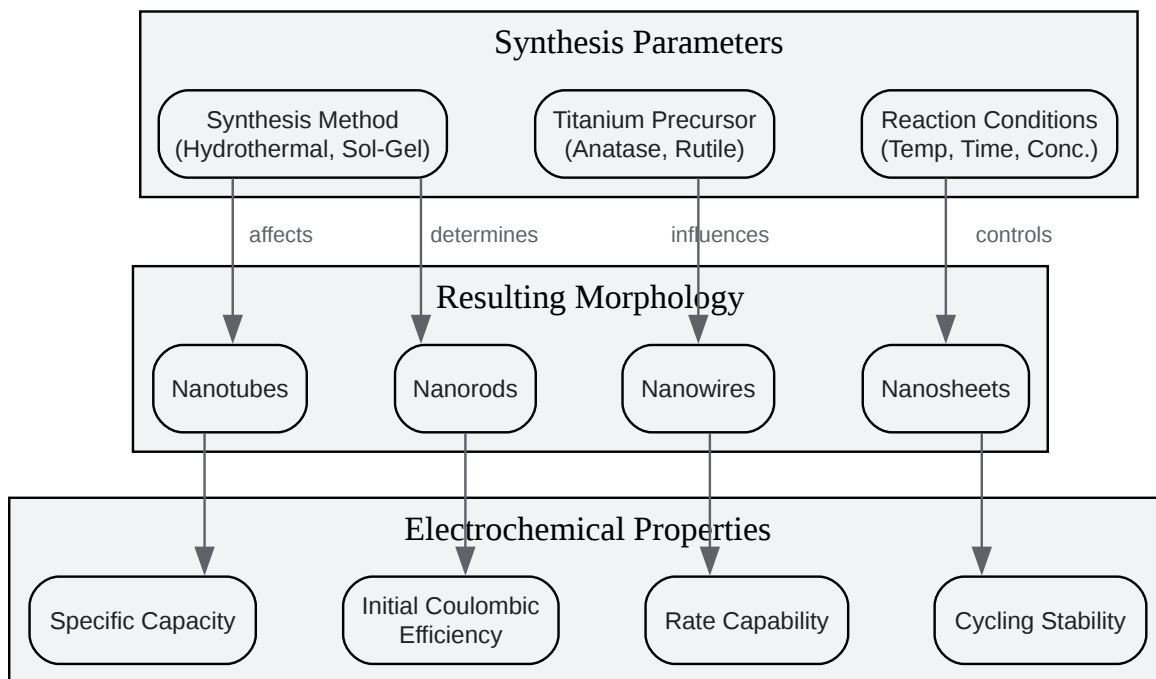 Synthesis Parameters
Synthesis Method
(Hydrothermal, Sol-Gel)
Titanium Precursor
(Anatase, Rutile)
Reaction Conditions
(Temp, Time, Conc.)
affects
determines
influences
controls
Resulting Morphology
Nanotubes
Nanorods
Nanowires
Nanosheets
Electrochemical Properties
Specific Capacity
Initial Coulombic
Efficiency
Rate Capability
Cycling Stability